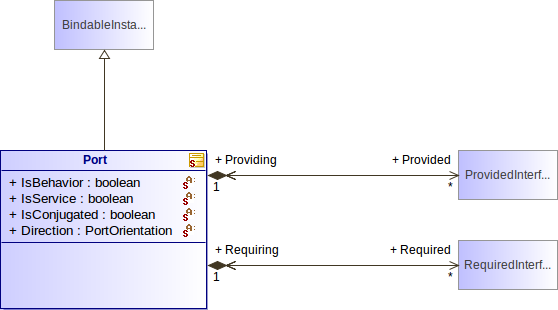 BindableInsta...
Port
+ IsBehavior : boolean
+ IsService : boolean
+ IsConjugated : boolean
+ Direction : PortOrientation
+ Providing
+ Provided
1
*
ProvidedInterf...
+ Requiring
+ Required
1
*
RequiredInterf...